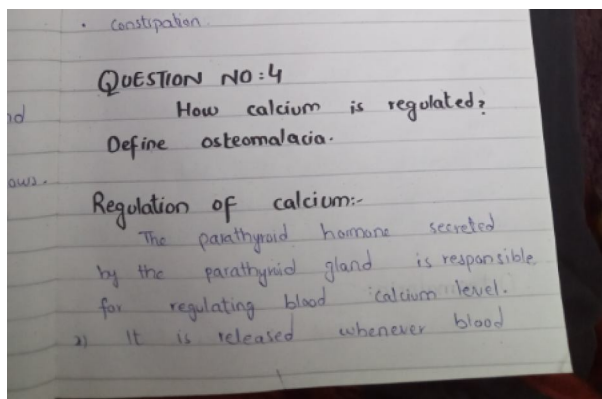 • constipation.
QUESTION NO:4
How calcium is regulated?
Define osteomalacia.
Regulation of calcium:-
The parathyroid hormone secreted
by the parathyroid gland is responsible
for regulating blood calcium level.
2) It is released whenever blood